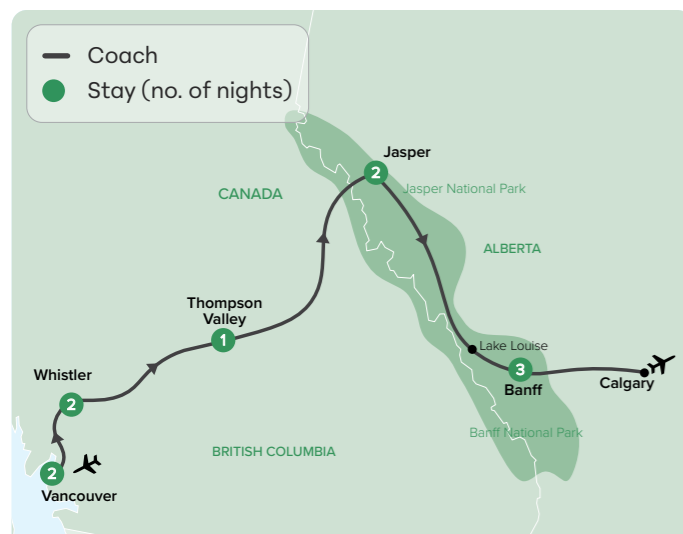 Coach
Stay (no. of nights)
Jasper
2
Jasper National Park
CANADA
ALBERTA
Thompson
Valley
1
Lake Louise
3
Banff
Calgary
Whistler
2
Banff National Park
BRITISH COLUMBIA
2
Vancouver